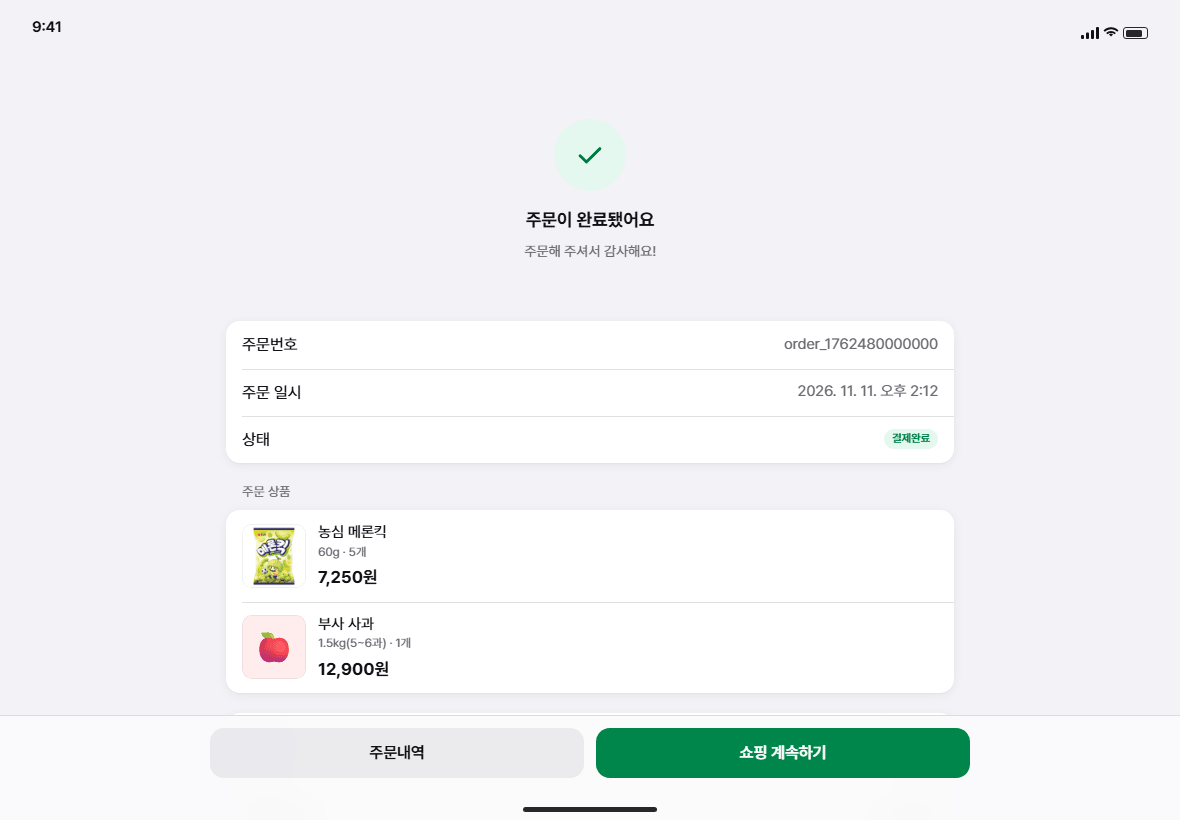 9:41
주문이 완료됐어요
주문해 주셔서 감사해요!
주문번호 order_1762480000000
주문 일시 2026. 11. 11. 오후 2:12
상태 결제완료
주문 상품
메론킥
농심 메론킥
60g · 5개
7,250원
부사 사과
1.5kg(5~6과) · 1개
12,900원
주문내역
쇼핑 계속하기